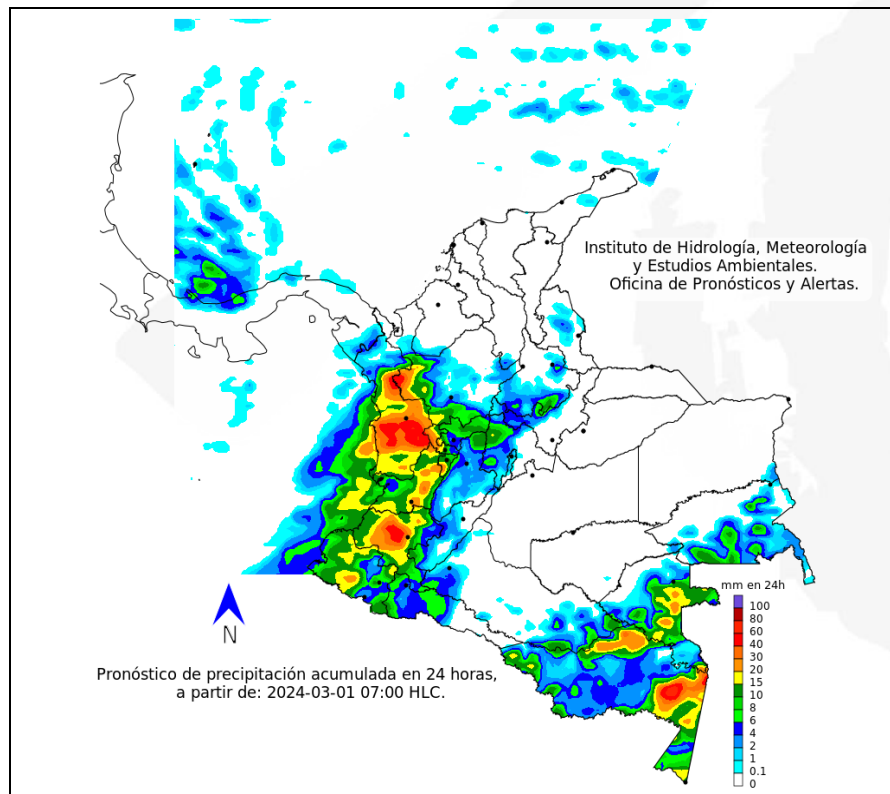 Instituto de Hidrología, Meteorología
y Estudios Ambientales.
Oficina de Pronósticos y Alertas.
mm en 24h
100
80
60
40
30
20
15
10
8
6
4
2
1
0.1
0
N
Pronóstico de precipitación acumulada en 24 horas,
a partir de: 2024-03-01 07:00 HLC.